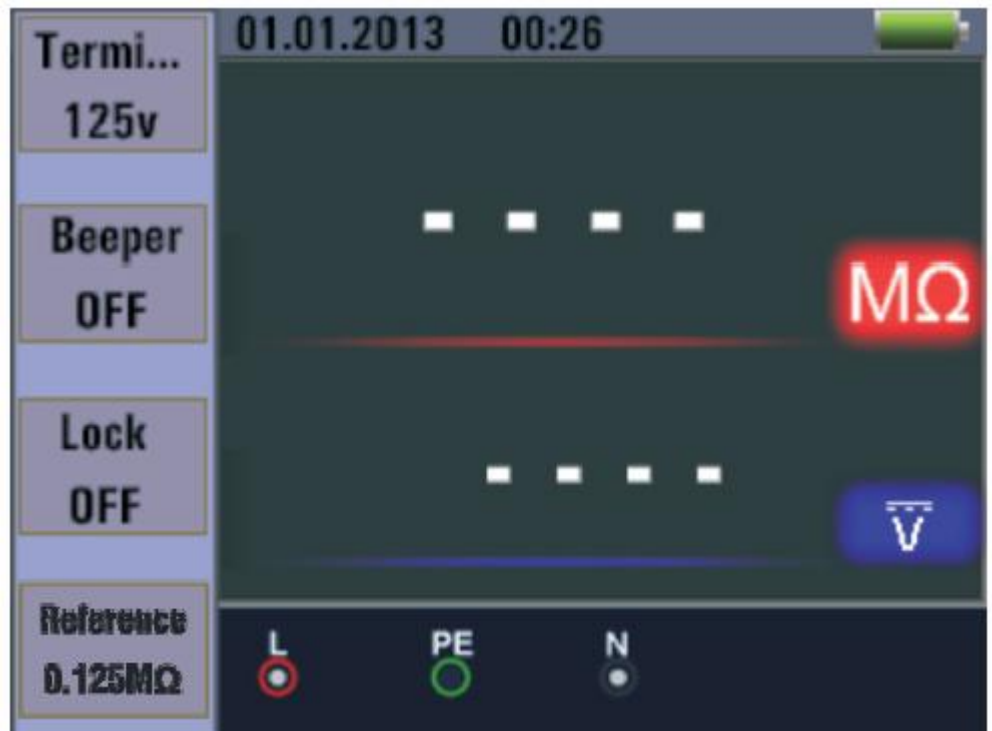 01.01.2013 00:26
Termi...
125v
Beeper
OFF
Lock
OFF
Reference
0.125MΩ
- - - -
MΩ
- - - -
V
L PE N